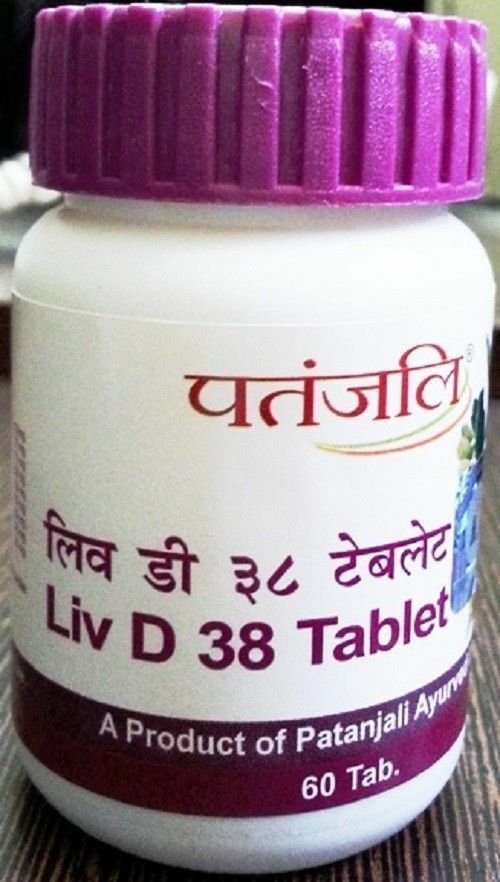 पतंजलि®
लिव डी ३८ टेबलेट
Liv D 38 Tablet
A Product of Patanjali
60 Tab.